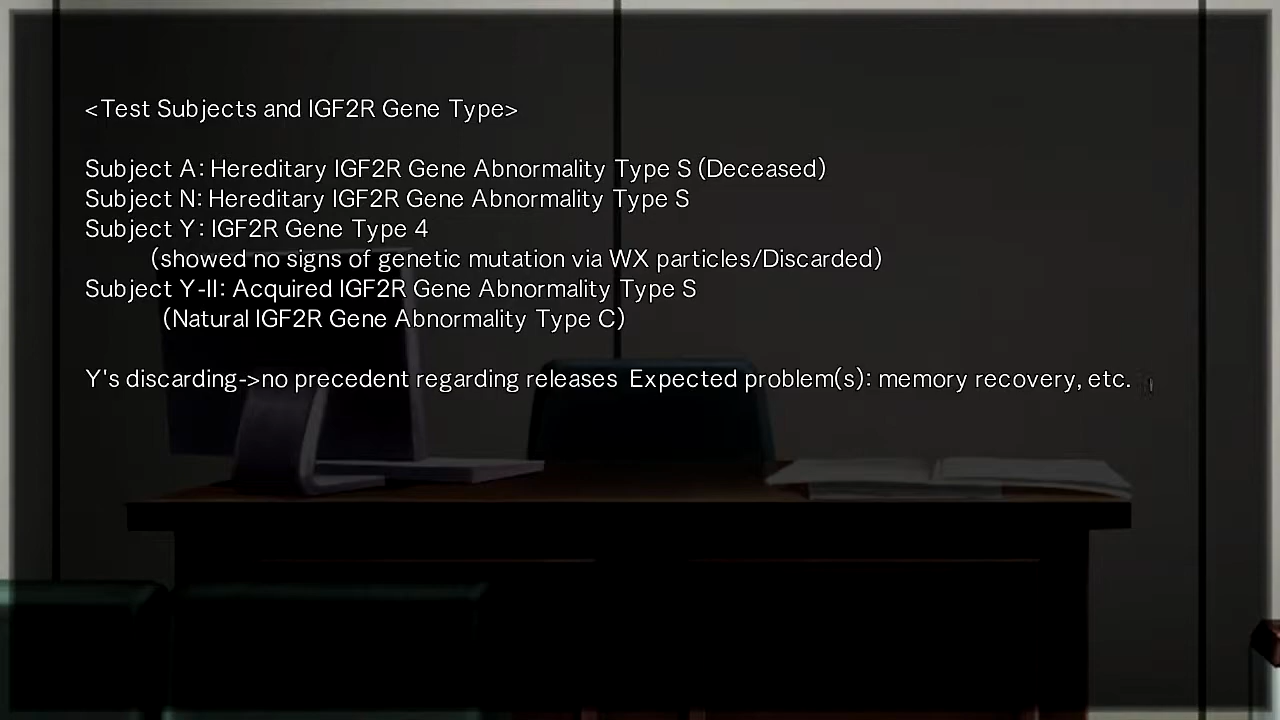 <Test Subjects and IGF2R Gene Type>
Subject A: Hereditary IGF2R Gene Abnormality Type S (Deceased)
Subject N: Hereditary IGF2R Gene Abnormality Type S
Subject Y: IGF2R Gene Type 4
(showed no signs of genetic mutation via WX particles/Discarded)
Subject Y-II: Acquired IGF2R Gene Abnormality Type S
(Natural IGF2R Gene Abnormality Type C)
Y's discarding->no precedent regarding releases  Expected problem(s): memory recovery, etc.